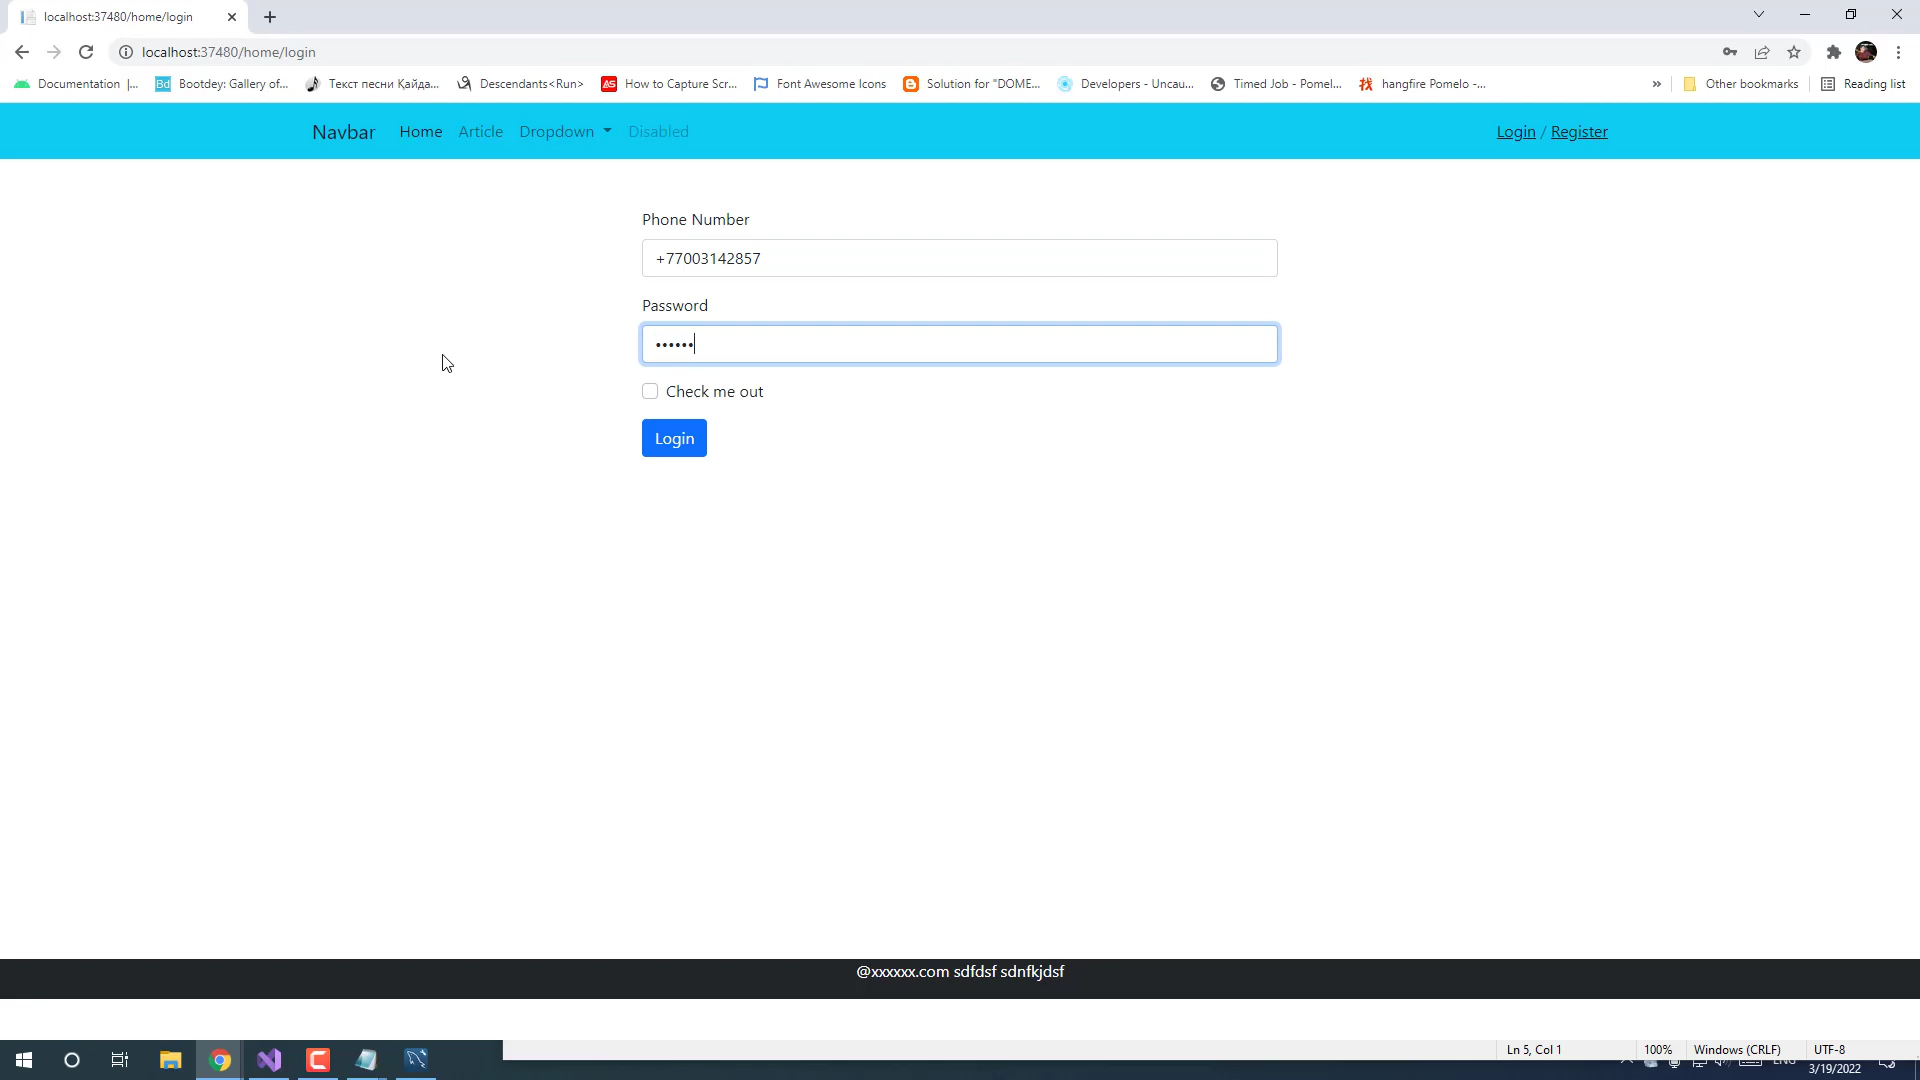 localhost:37480/home/login
localhost:37480/home/login
Documentation |... Bootdey: Gallery of... Текст песни Қайда... Descendants<Run> How to Capture Scr... Font Awesome Icons Solution for "DOME... Developers - Uncau... Timed Job - Pomel... hangfire Pomelo -... » Other bookmarks Reading list
Navbar Home Article Dropdown Disabled Login / Register
Phone Number
+77003142857
Password
••••••
Check me out
Login
@xxxxxx.com sdfdsf sdnfkjdsf
Ln 5, Col 1 100% Windows (CRLF) UTF-8
ENG
3/19/2022